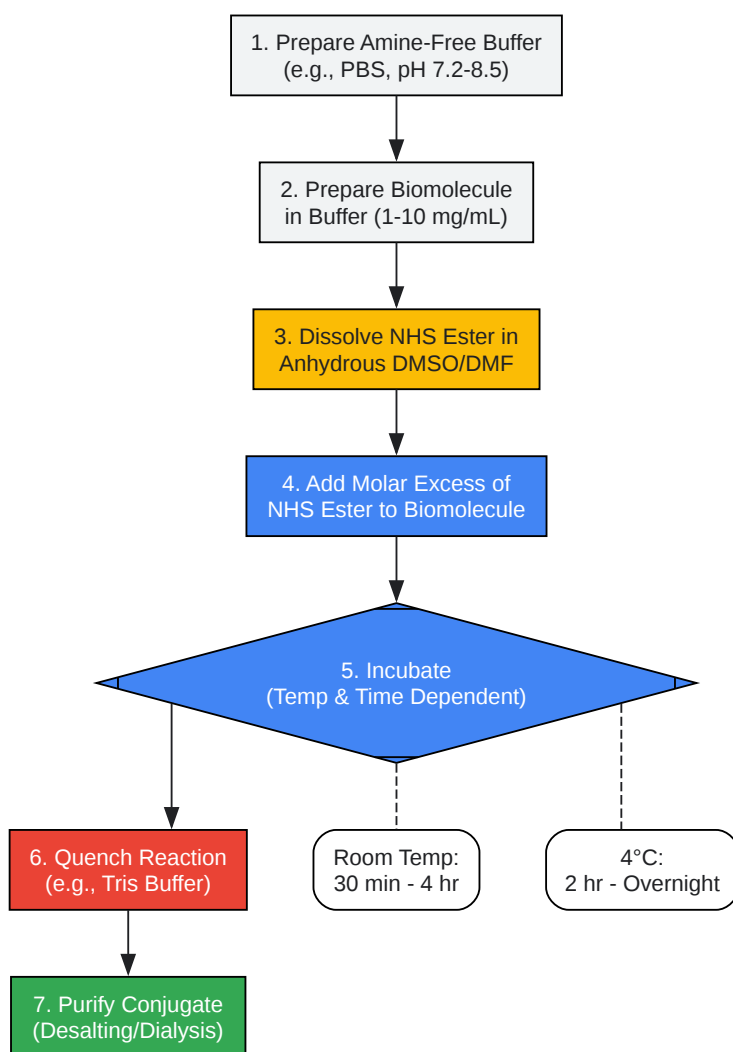 1. Prepare Amine-Free Buffer
(e.g., PBS, pH 7.2-8.5)
2. Prepare Biomolecule
in Buffer (1-10 mg/mL)
3. Dissolve NHS Ester in
Anhydrous DMSO/DMF
4. Add Molar Excess of
NHS Ester to Biomolecule
5. Incubate
(Temp & Time Dependent)
6. Quench Reaction
(e.g., Tris Buffer)
Room Temp:
30 min - 4 hr
4°C:
2 hr - Overnight
7. Purify Conjugate
(Desalting/Dialysis)